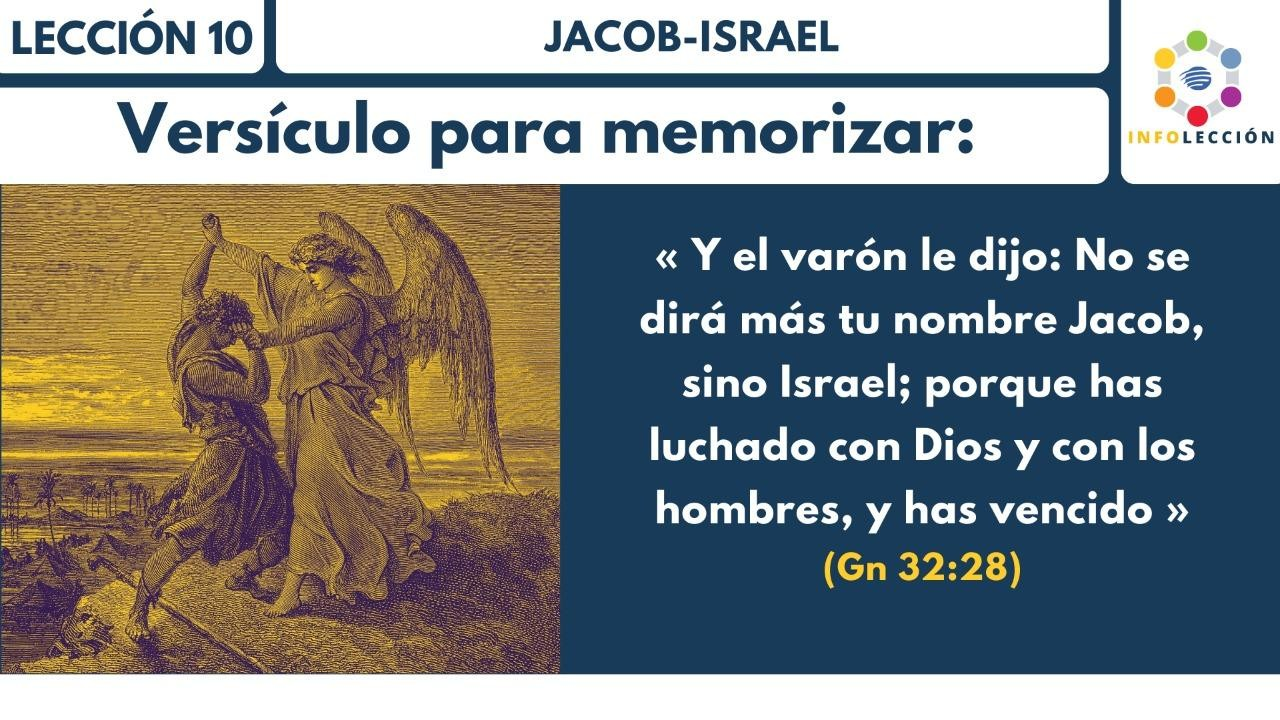 LECCIÓN 10
JACOB-ISRAEL
INFOLECCIÓN
Versículo para memorizar:
« Y el varón le dijo: No se
dirá más tu nombre Jacob,
sino Israel; porque has
luchado con Dios y con los
hombres, y has vencido »
(Gn 32:28)